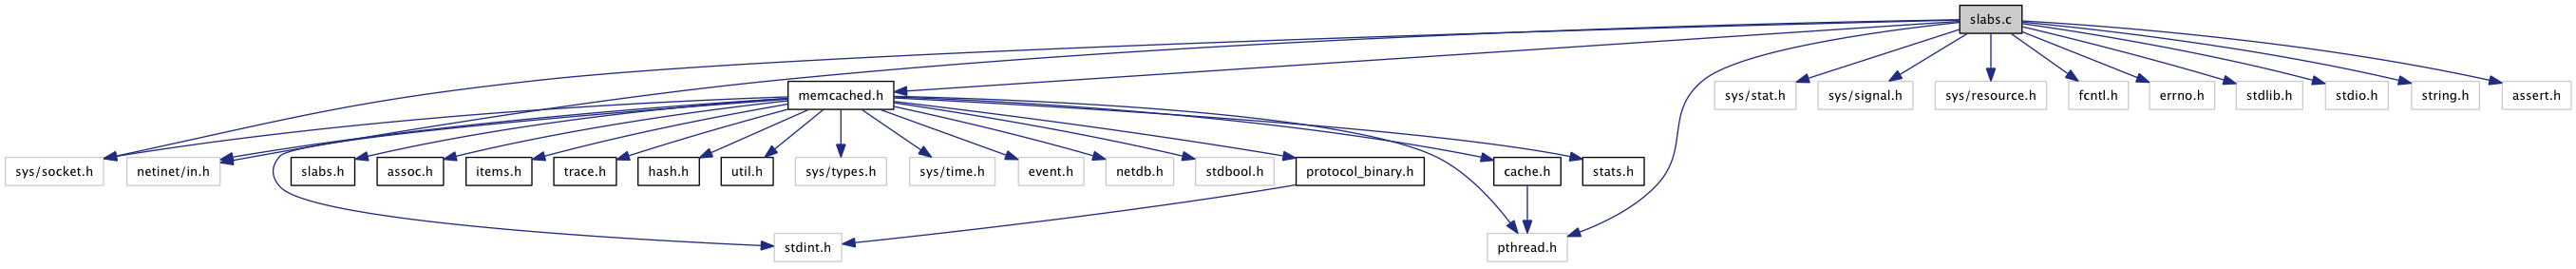 slabs.c
memcached.h
sys/stat.h
sys/signal.h
sys/resource.h
fcntl.h
errno.h
stdlib.h
stdio.h
string.h
assert.h
sys/socket.h
netinet/in.h
slabs.h
assoc.h
items.h
trace.h
hash.h
util.h
sys/types.h
sys/time.h
event.h
netdb.h
stdbool.h
protocol_binary.h
cache.h
stats.h
stdint.h
pthread.h